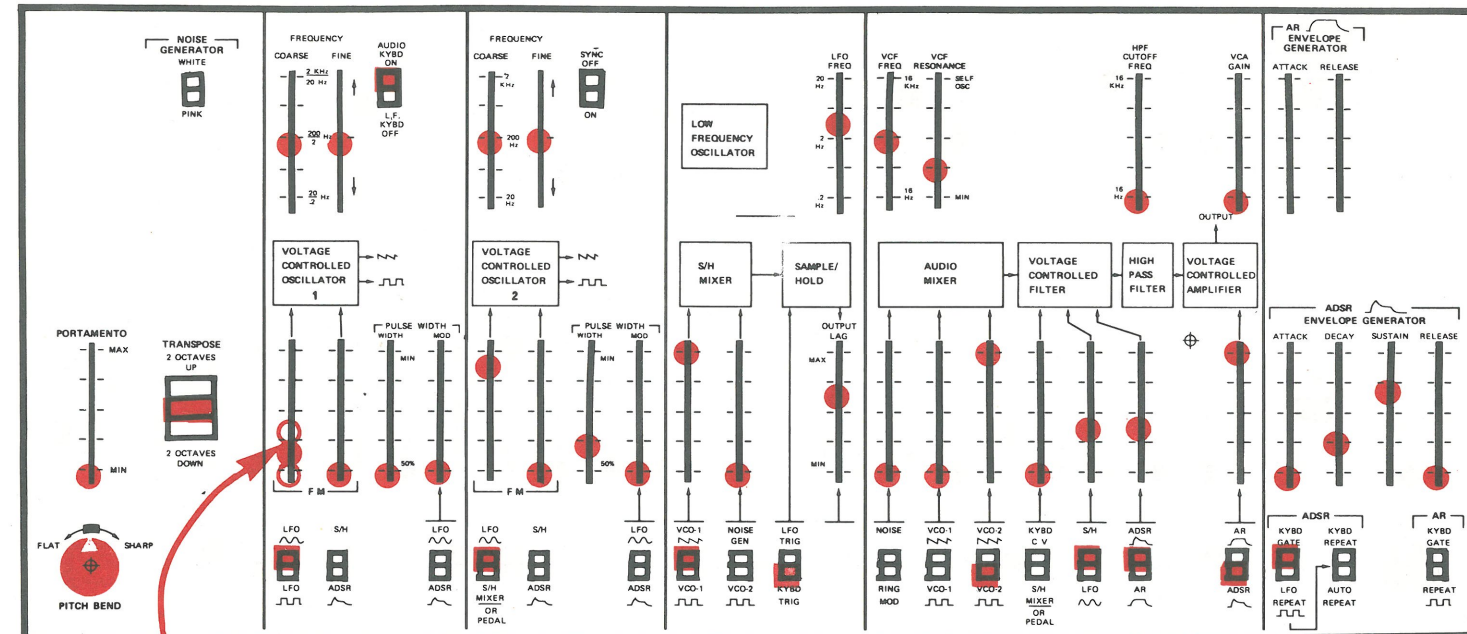 NOISE
GENERATOR
WHITE
PINK
PORTAMENTO
MAX
MIN
TRANSPOSE
2 OCTAVES
UP
2 OCTAVES
DOWN
FLAT
SHARP
PITCH BEND
FREQUENCY
COARSE
FINE
2 KHz
20 Hz
200 Hz
2
20
.2 Hz
AUDIO
KYBD
ON
L.F.
KYBD
OFF
VOLTAGE
CONTROLLED
OSCILLATOR
1
PULSE WIDTH
WIDTH
MOD
MIN
50%
FM
LFO
S/H
LFO
LFO
ADSR
ADSR
FREQUENCY
COARSE
FINE
2
KHz
200
Hz
20
Hz
SYNC
OFF
ON
VOLTAGE
CONTROLLED
OSCILLATOR
2
PULSE WIDTH
WIDTH
MOD
MIN
50%
FM
LFO
S/H
LFO
S/H
MIXER
OR
PEDAL
ADSR
ADSR
LOW
FREQUENCY
OSCILLATOR
LFO
FREQ
20
Hz
2
Hz
.2
Hz
S/H
MIXER
SAMPLE/
HOLD
OUTPUT
LAG
MAX
MIN
VCO-1
NOISE
GEN
LFO
TRIG
VCO-1
VCO-2
KYBD
TRIG
VCF
FREQ
16
KHz
16
Hz
VCF
RESONANCE
SELF
OSC
MIN
HPF
CUTOFF
FREQ
16
KHz
16
Hz
VCA
GAIN
OUTPUT
AUDIO
MIXER
VOLTAGE
CONTROLLED
FILTER
HIGH
PASS
FILTER
VOLTAGE
CONTROLLED
AMPLIFIER
NOISE
VCO-1
VCO-2
KYBD
CV
S/H
ADSR
AR
RING
MOD
VCO-1
VCO-2
S/H
MIXER
OR
PEDAL
LFO
AR
ADSR
AR
ENVELOPE
GENERATOR
ATTACK
RELEASE
ADSR
ENVELOPE GENERATOR
ATTACK
DECAY
SUSTAIN
RELEASE
ADSR
KYBD
GATE
KYBD
REPEAT
LFO
REPEAT
AUTO
REPEAT
AR
KYBD
GATE
KYBD
REPEAT